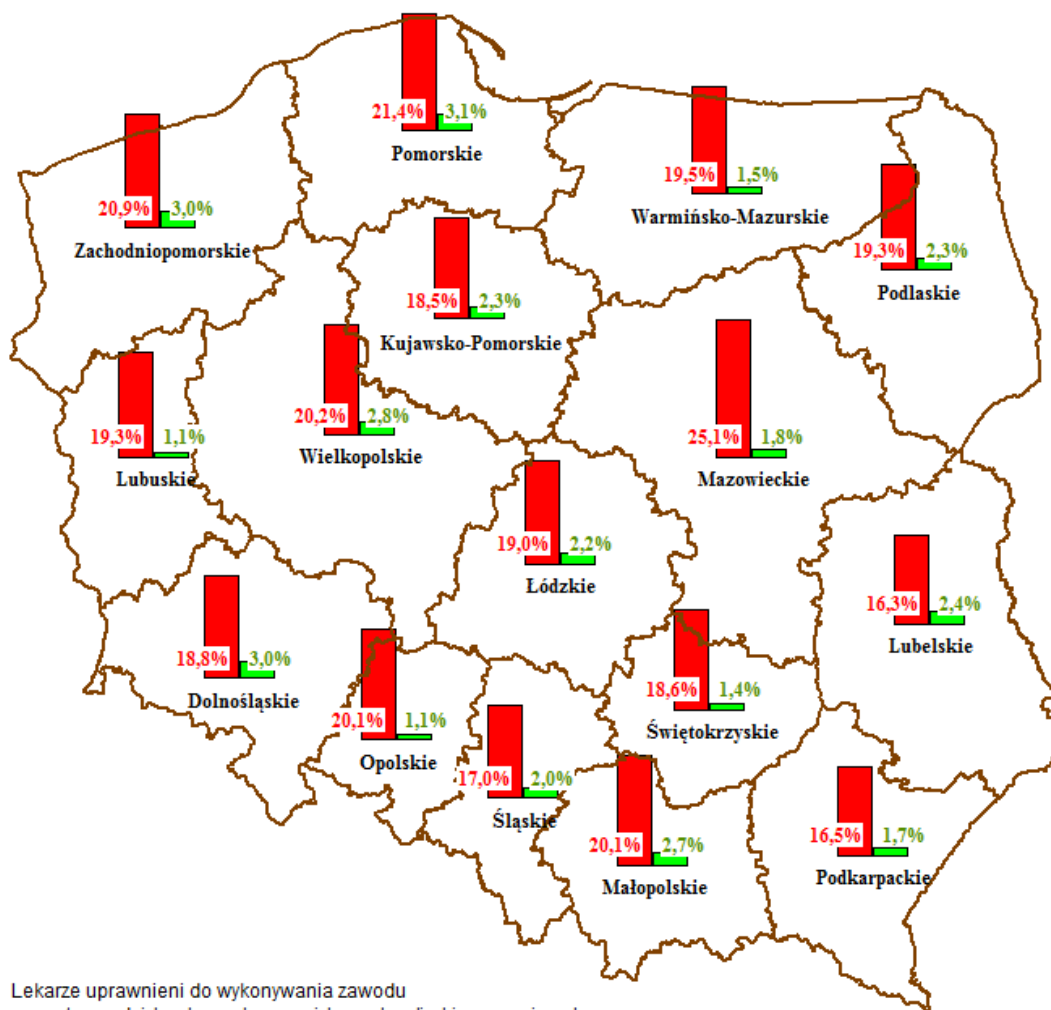 21,4% 3,1%
Pomorskie
19,5% 1,5%
Warmińsko-Mazurskie
20,9% 3,0%
Zachodniopomorskie
19,3% 2,3%
Podlaskie
18,5% 2,3%
Kujawsko-Pomorskie
20,2% 2,8%
Wielkopolskie
25,1% 1,8%
Mazowieckie
19,3% 1,1%
Lubuskie
19,0% 2,2%
Łódzkie
16,3% 2,4%
Lubelskie
18,8% 3,0%
Dolnośląskie
18,6% 1,4%
Świętokrzyskie
20,1% 1,1%
Opolskie
17,0% 2,0%
Śląskie
20,1% 2,7%
Małopolskie
16,5% 1,7%
Podkarpackie
Lekarze uprawnieni do wykonywania zawodu